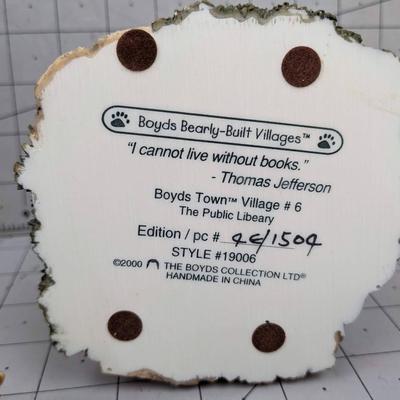 Boyds Bearly-Built Villages™
"I cannot live without books."
- Thomas Jefferson
Boyds Town™ Village # 6
The Public Libeary
Edition / pc # 4E/1504
STYLE #19006
©2000 THE BOYDS COLLECTION LTD®
HANDMADE IN CHINA